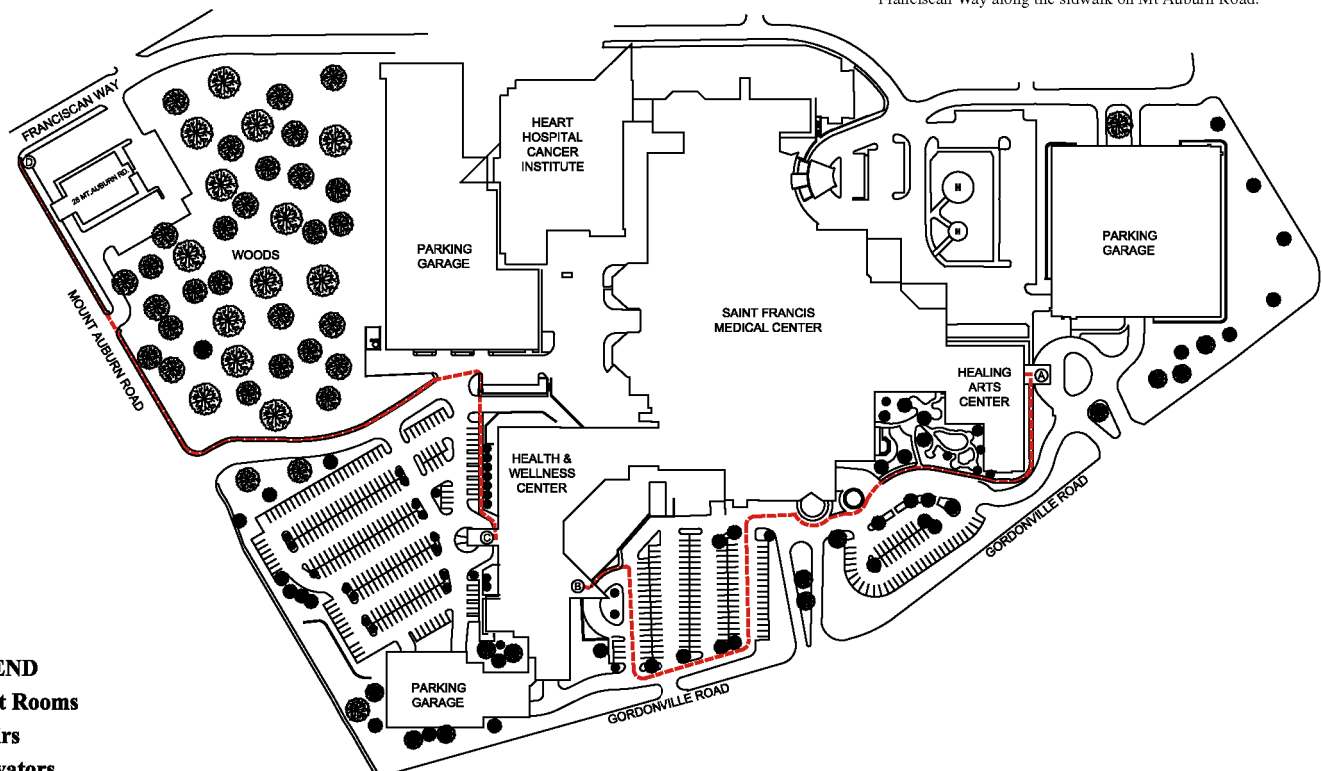 Franciscan Way along the sidwalk on Mt Auburn Road.
FRANCISCAN WAY
D
28 MT. AUBURN RD.
WOODS
MOUNT AUBURN ROAD
HEART
HOSPITAL
CANCER
INSTITUTE
PARKING
GARAGE
H
H
PARKING
GARAGE
SAINT FRANCIS
MEDICAL CENTER
HEALING
ARTS
CENTER
A
HEALTH &
WELLNESS
CENTER
C
B
GORDONVILLE ROAD
PARKING
GARAGE
GORDONVILLE ROAD
END
t Rooms
irs
vators